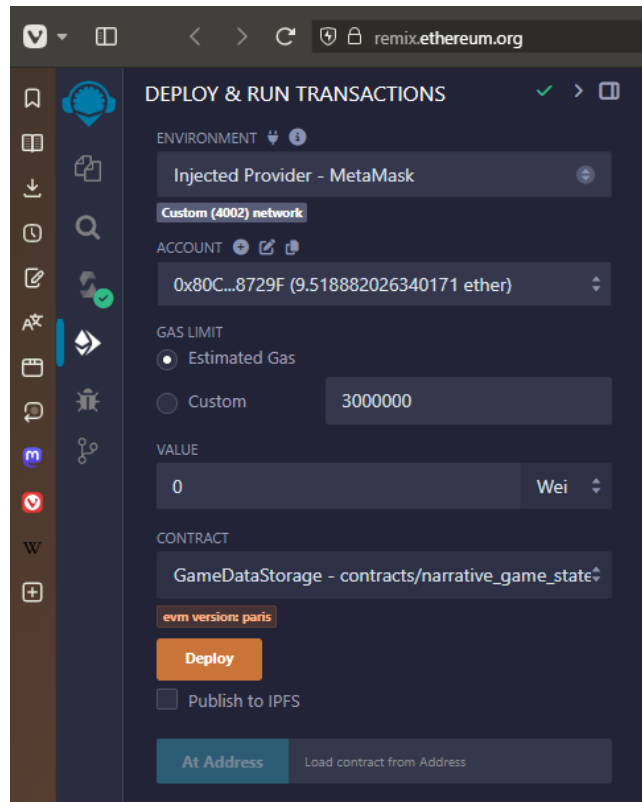 remix.ethereum.org
DEPLOY & RUN TRANSACTIONS
ENVIRONMENT
Injected Provider - MetaMask
Custom (4002) network
ACCOUNT
0x80C...8729F (9.518882026340171 ether)
GAS LIMIT
Estimated Gas
Custom 3000000
VALUE
0 Wei
CONTRACT
GameDataStorage - contracts/narrative_game_state
evm version: paris
Deploy
Publish to IPFS
At Address Load contract from Address
W